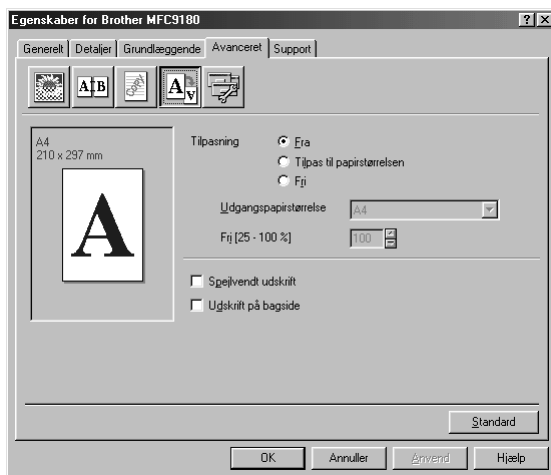 Egenskaber for Brother MFC9180
Generelt Detaljer Grundlæggende Avanceret Support
A B copy A A
A4
210 x 297 mm
A
Tilpasning Fra
Tilpas til papirstørrelsen
Fri
Udgangspapirstørrelse A4
Fri [25 - 100 %] 100
Spejlvendt udskrift
Udskrift på bagside
Standard
OK Annuller Anvend Hjælp